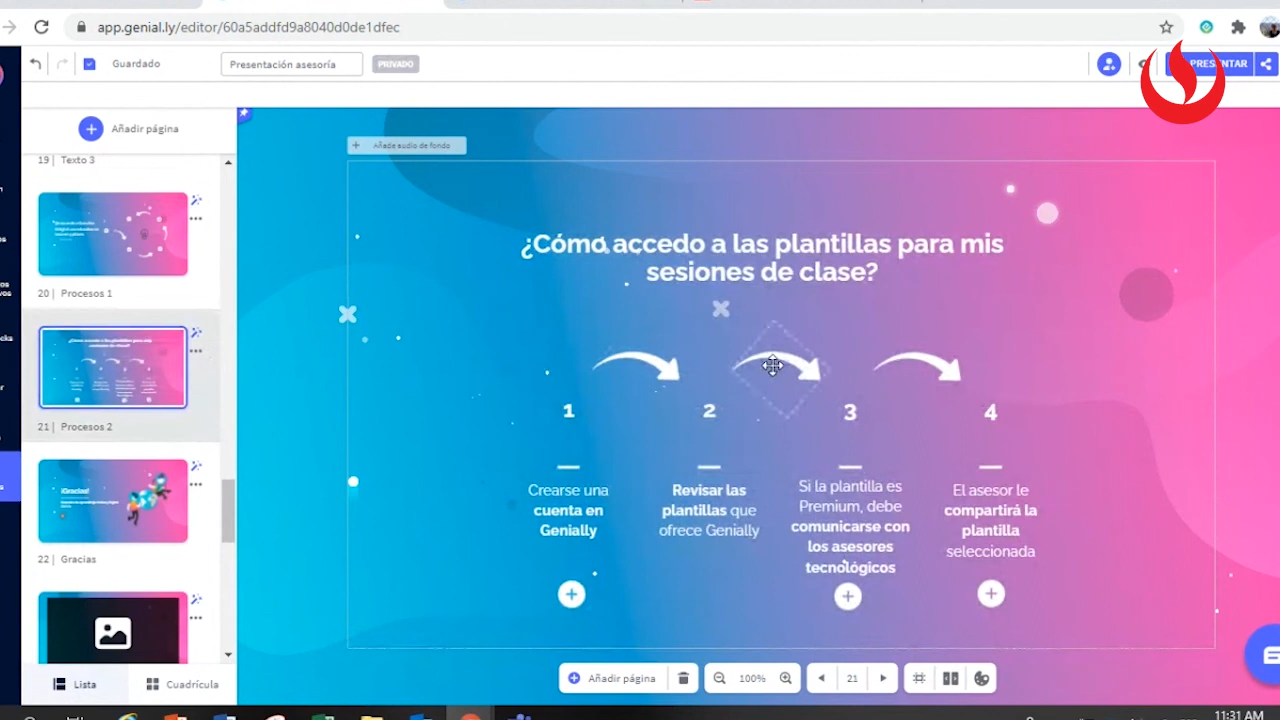 app.genial.ly/editor/60a5addfd9a8040d0de1dfec
Guardado
Presentación asesoría
PRIVADO
PRESENTAR
Añadir página
19 | Texto 3
20 | Procesos 1
21 | Procesos 2
¡Gracias!
22 | Gracias
Lista
Cuadrícula
Añade audio de fondo
¿Cómo accedo a las plantillas para mis
sesiones de clase?
1
2
3
4
Crearse una
cuenta en
Genially
Revisar las
plantillas que
ofrece Genially
Si la plantilla es
Premium, debe
comunicarse con
los asesores
tecnológicos
El asesor le
compartirá la
plantilla
seleccionada
Añadir página
100%
21
11:31 AM